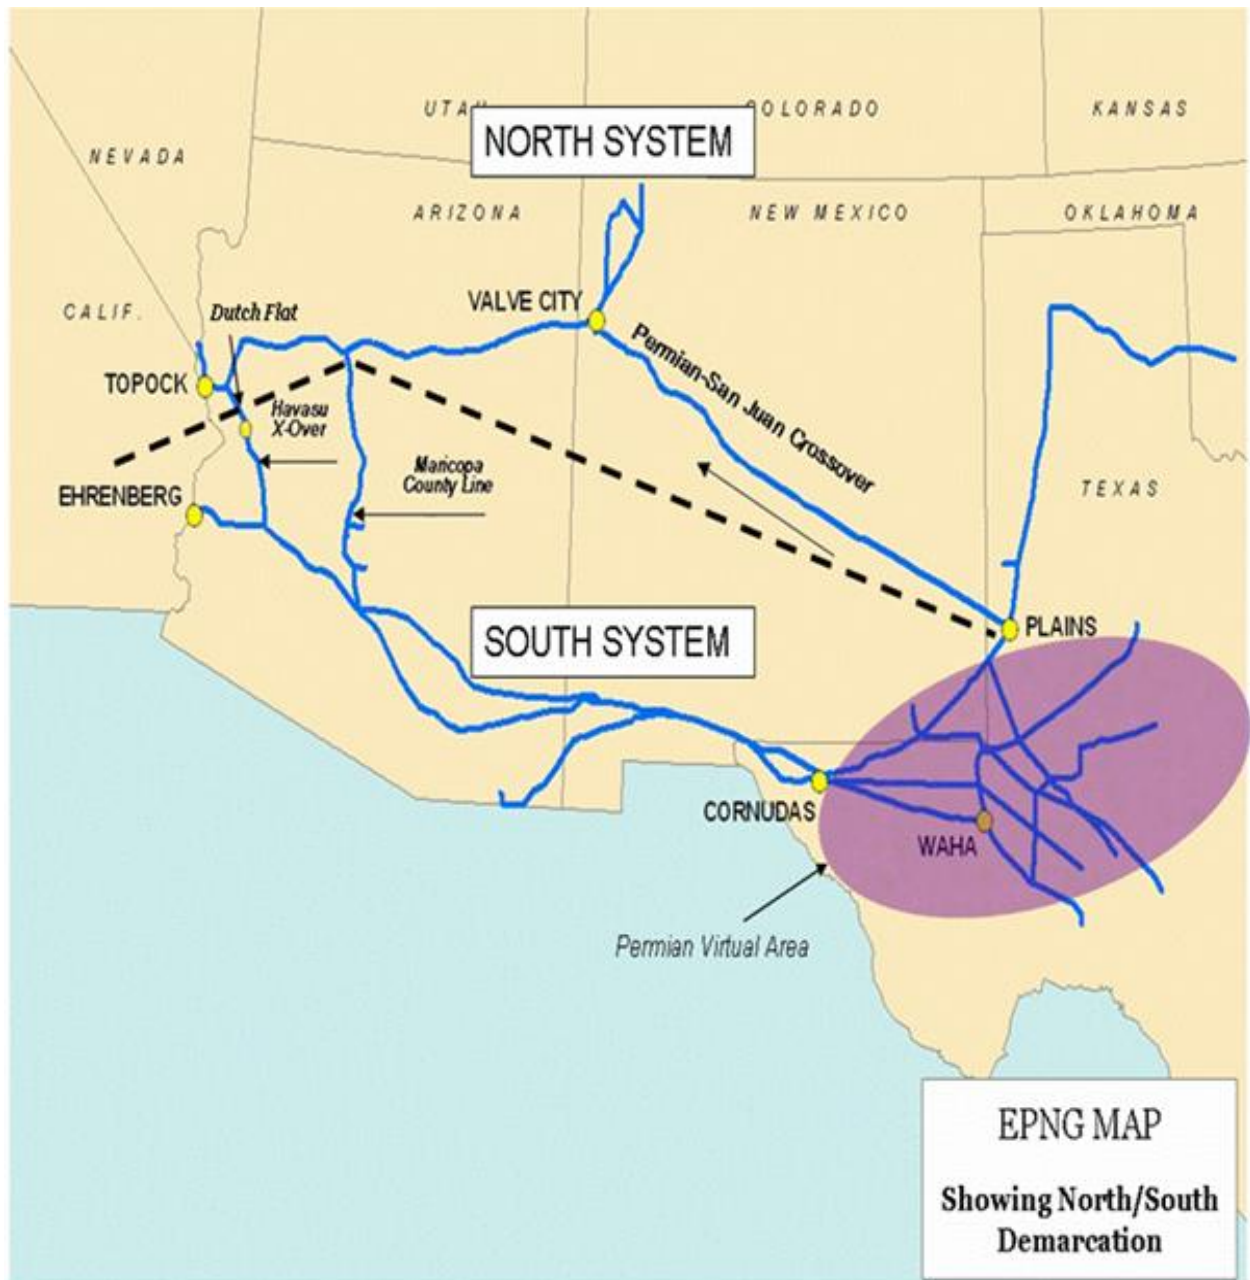 UTAH
COLORADO
KANSAS
NORTH SYSTEM
NEVADA
ARIZONA
NEW MEXICO
OKLAHOMA
CALIF.
Dutch Flat
VALVE CITY
Permian-San Juan Crossover
TOPOCK
Havasu
X-Over
Maricopa
County Line
EHRENBERG
TEXAS
SOUTH SYSTEM
PLAINS
CORNUDAS
WAHA
Permian Virtual Area
EPNG MAP
Showing North/South
Demarcation